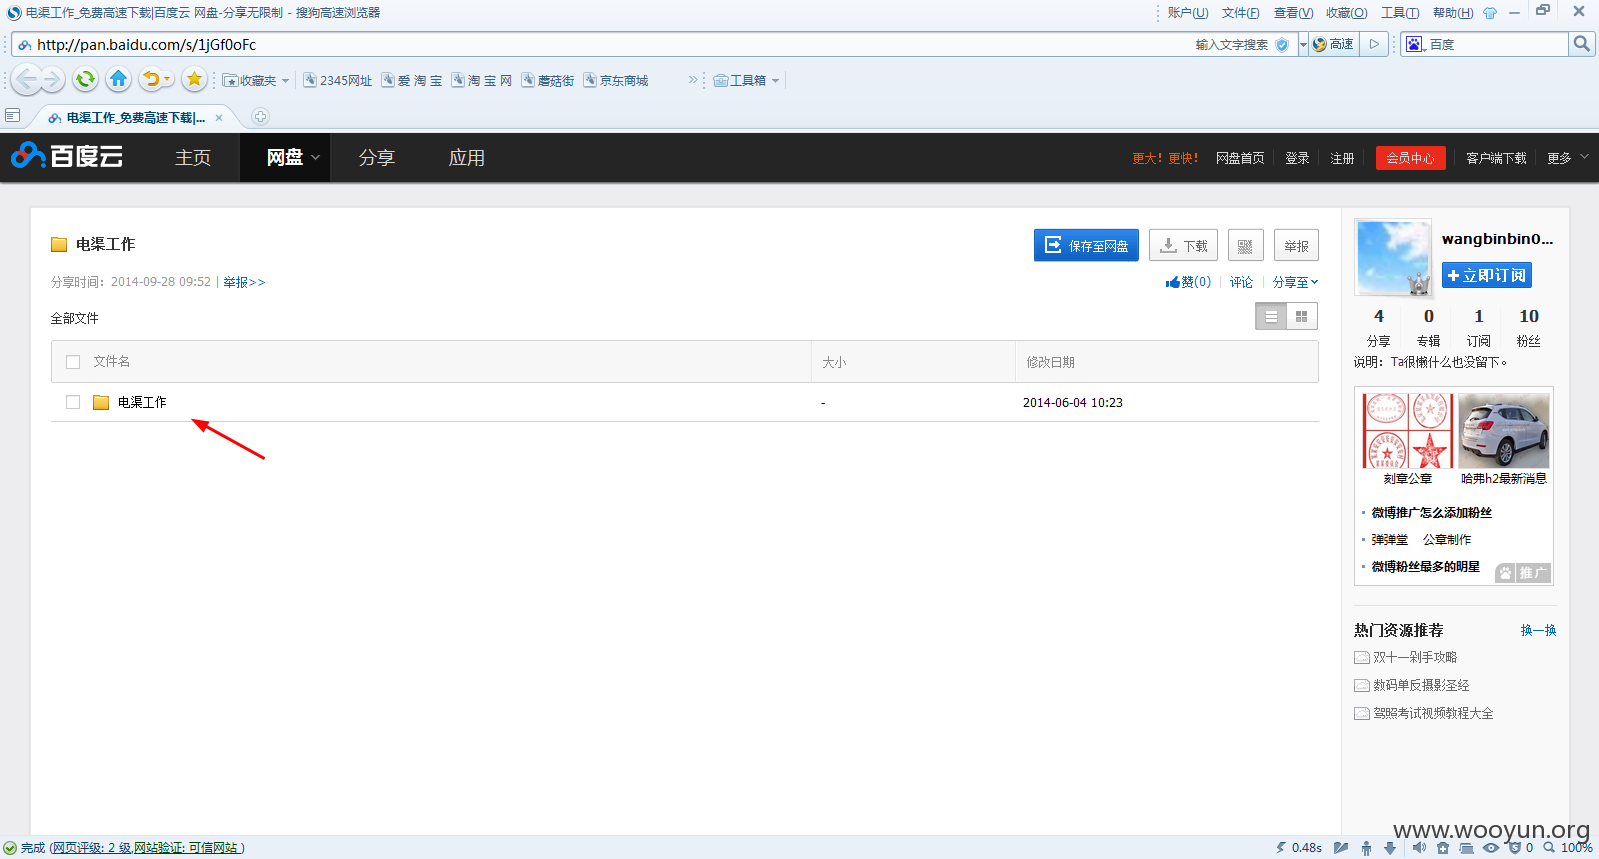 电渠工作_免费高速下载|百度云 网盘-分享无限制 - 搜狗高速浏览器
账户(U) 文件(F) 查看(V) 收藏(O) 工具(T) 帮助(H)
http://pan.baidu.com/s/1jGf0oFc 输入文字搜索 高速 百度
收藏夹 2345网址 爱 淘 宝 淘 宝 网 蘑菇街 京东商城 » 工具箱
电渠工作_免费高速下载|...
百度云 主页 网盘 分享 应用 更大！更快！ 网盘首页 登录 注册 会员中心 客户端下载 更多
电渠工作 保存至网盘 下载 举报
分享时间：2014-09-28 09:52 | 举报>> 赞(0) 评论 分享至
全部文件
文件名 大小 修改日期
电渠工作 - 2014-06-04 10:23
wangbinbin0...
+立即订阅
4 0 1 10
分享 专辑 订阅 粉丝
说明：Ta很懒什么也没留下。
刻章公章 哈弗h2最新消息
微博推广怎么添加粉丝
弹弹堂 公章制作
微博粉丝最多的明星
推广
热门资源推荐 换一换
双十一剁手攻略
数码单反摄影圣经
驾照考试视频教程大全
www.wooyun.org
完成 (网页评级: 2 级,网站验证: 可信网站 ) 0.48s 0 100%